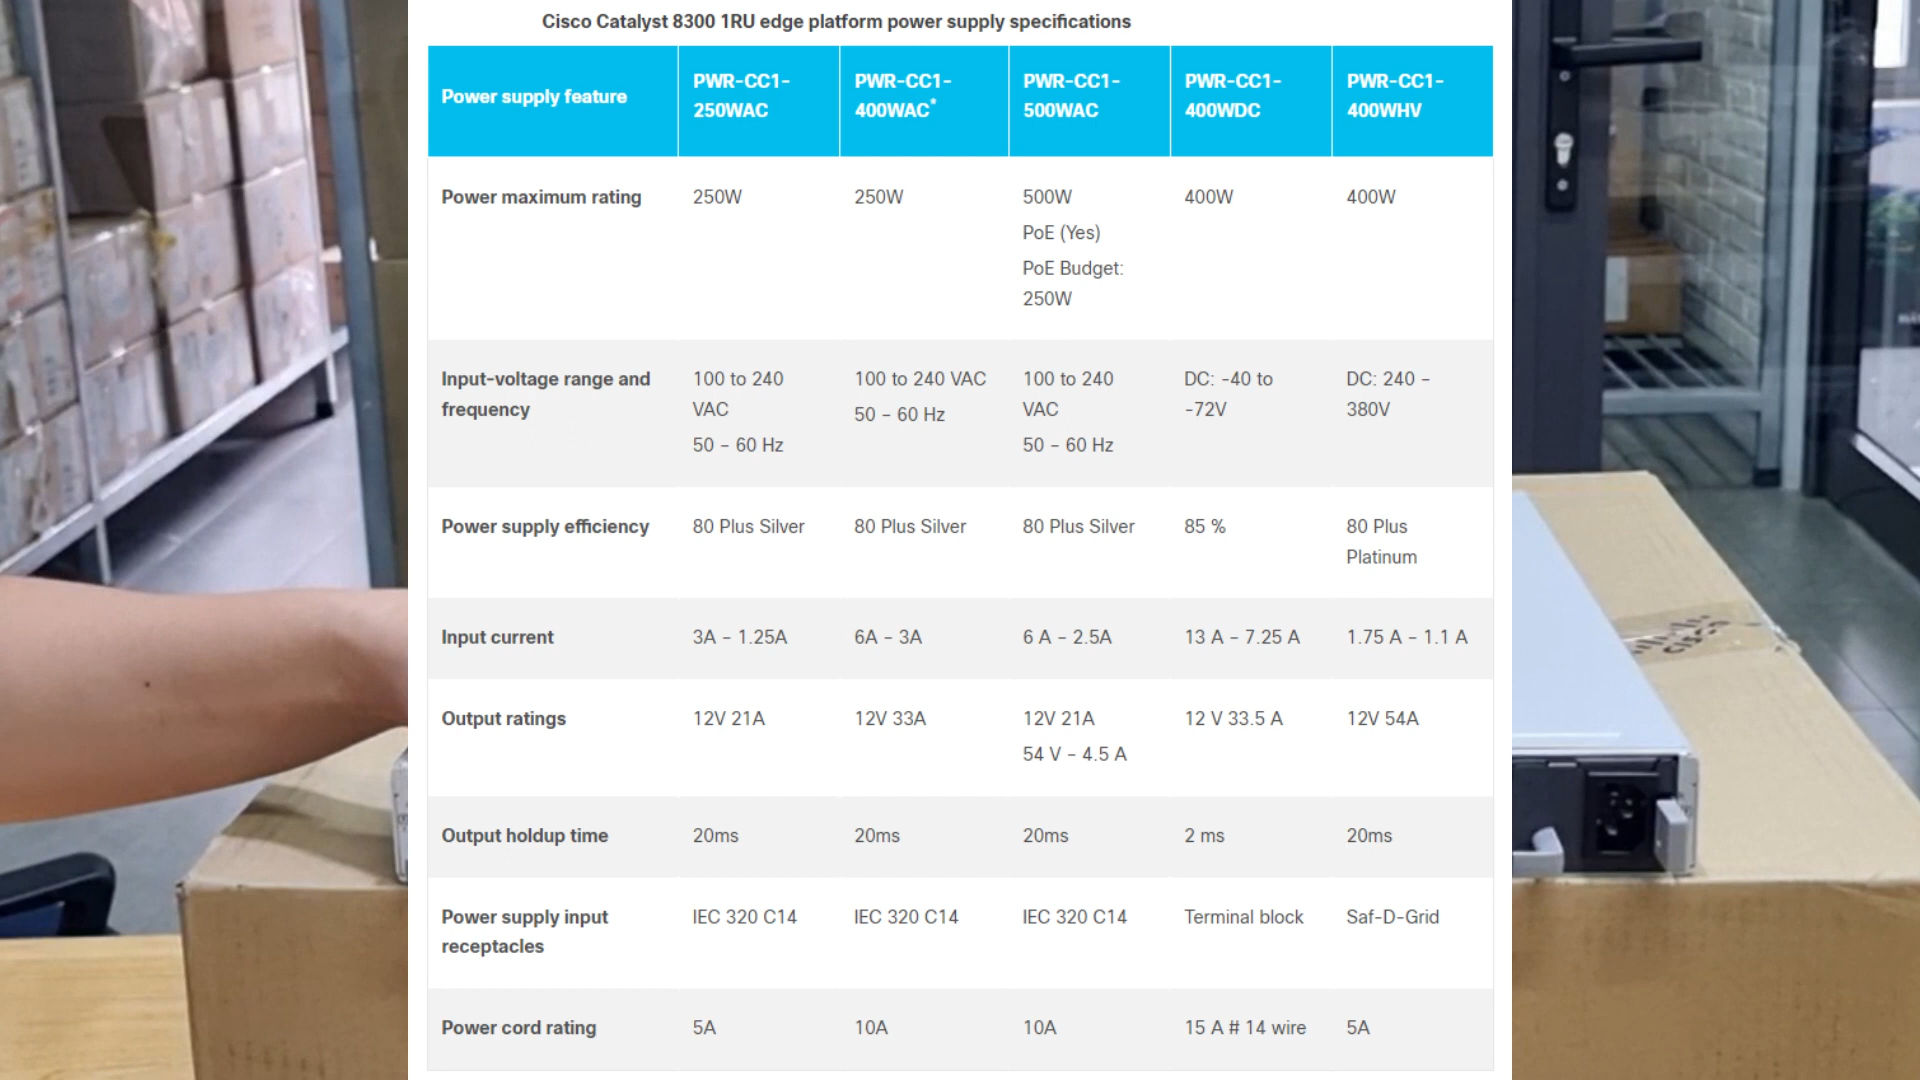 Cisco Catalyst 8300 1RU edge platform power supply specifications
Power supply feature
PWR-CC1-
250WAC
PWR-CC1-
400WAC*
PWR-CC1-
500WAC
PWR-CC1-
400WDC
PWR-CC1-
400WHV
Power maximum rating
250W
250W
500W
PoE (Yes)
PoE Budget:
250W
400W
400W
Input-voltage range and
frequency
100 to 240
VAC
50 – 60 Hz
100 to 240 VAC
50 – 60 Hz
100 to 240
VAC
50 – 60 Hz
DC: -40 to
-72V
DC: 240 –
380V
Power supply efficiency
80 Plus Silver
80 Plus Silver
80 Plus Silver
85 %
80 Plus
Platinum
Input current
3A – 1.25A
6A – 3A
6 A – 2.5A
13 A – 7.25 A
1.75 A – 1.1 A
Output ratings
12V 21A
12V 33A
12V 21A
54 V – 4.5 A
12 V 33.5 A
12V 54A
Output holdup time
20ms
20ms
20ms
2 ms
20ms
Power supply input
receptacles
IEC 320 C14
IEC 320 C14
IEC 320 C14
Terminal block
Saf-D-Grid
Power cord rating
5A
10A
10A
15 A # 14 wire
5A
CISCO